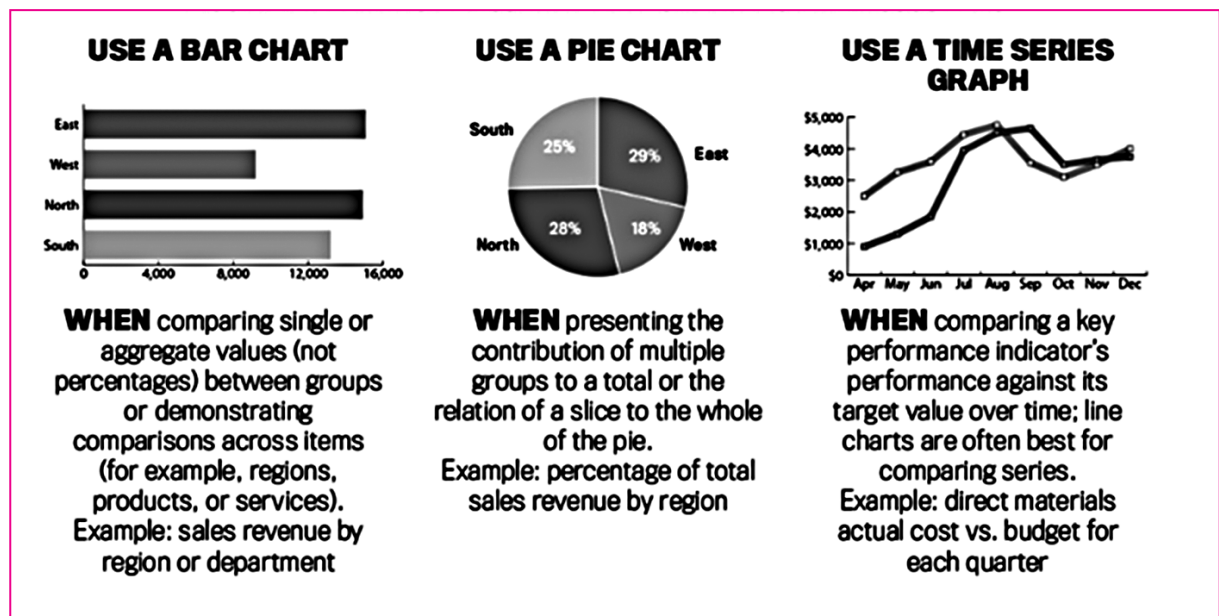 USE A BAR CHART
East
West
North
South
0
4,000
8,000
12,000
16,000
WHEN comparing single or
aggregate values (not
percentages) between groups
or demonstrating
comparisons across items
(for example, regions,
products, or services).
Example: sales revenue by
region or department
USE A PIE CHART
South
25%
29%
East
North
28%
18%
West
WHEN presenting the
contribution of multiple
groups to a total or the
relation of a slice to the whole
of the pie.
Example: percentage of total
sales revenue by region
USE A TIME SERIES
GRAPH
$5,000
$4,000
$3,000
$2,000
$1,000
$0
Apr May Jun Jul Aug Sep Oct Nov Dec
WHEN comparing a key
performance indicator's
performance against its
target value over time; line
charts are often best for
comparing series.
Example: direct materials
actual cost vs. budget for
each quarter